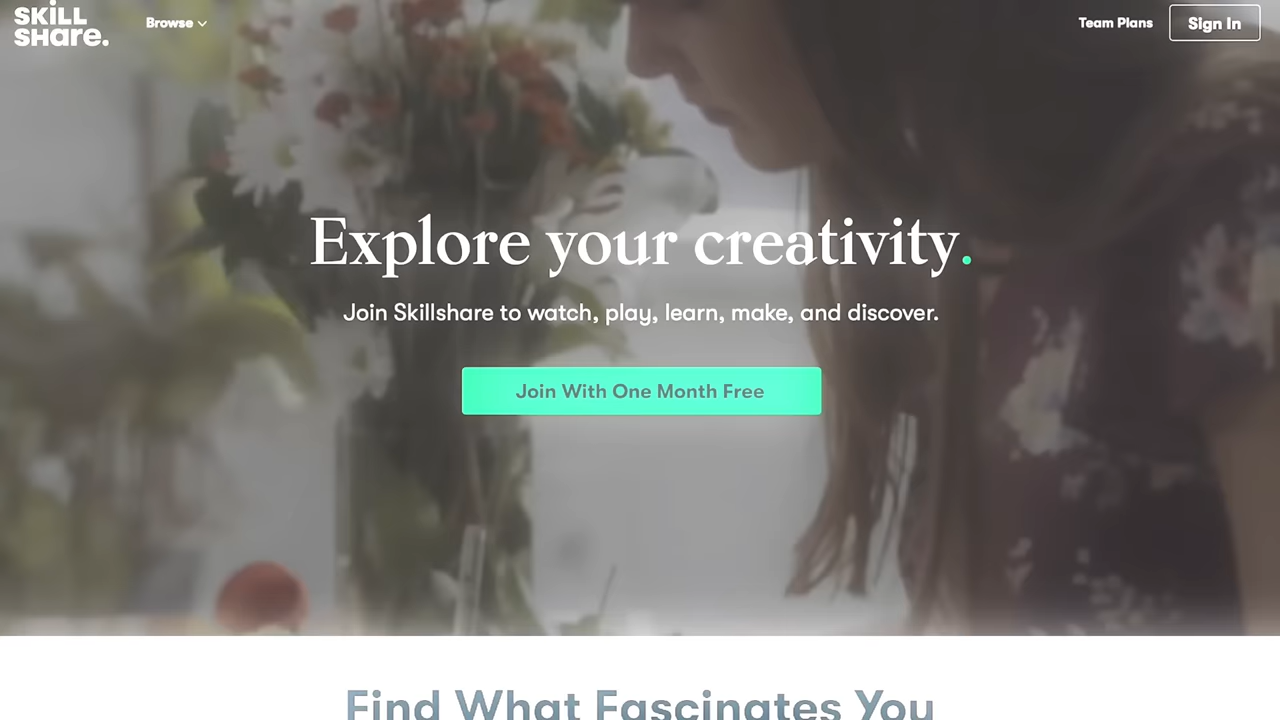 SKILL
SHARE.
Browse
Team Plans
Sign In
Explore your creativity.
Join Skillshare to watch, play, learn, make, and discover.
Join With One Month Free
Find What Fascinates You